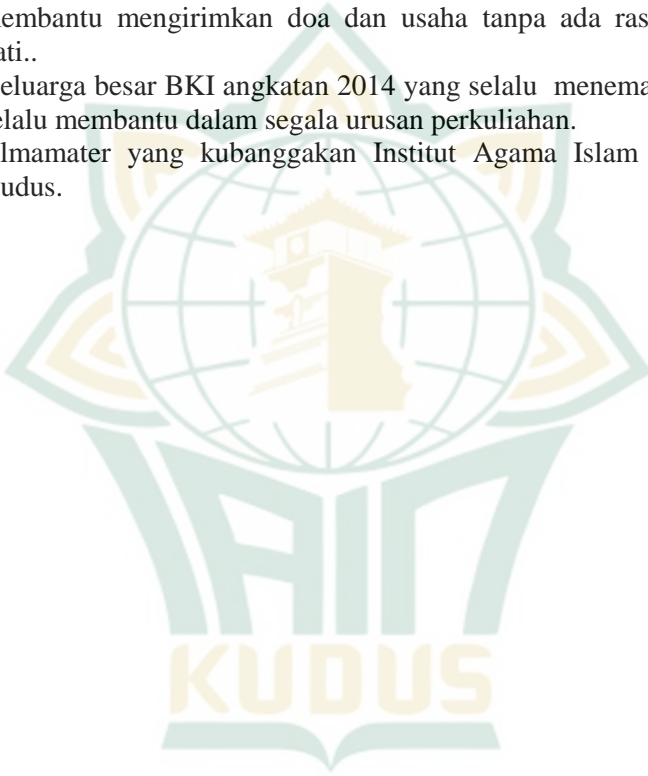 embantu mengirimkan doa dan usaha tanpa ada ras
ati..
eluarga besar BKI angkatan 2014 yang selalu menema
elalu membantu dalam segala urusan perkuliahan.
lmamater yang kubanggakan Institut Agama Islam
udus.
IAIN
KUDUS